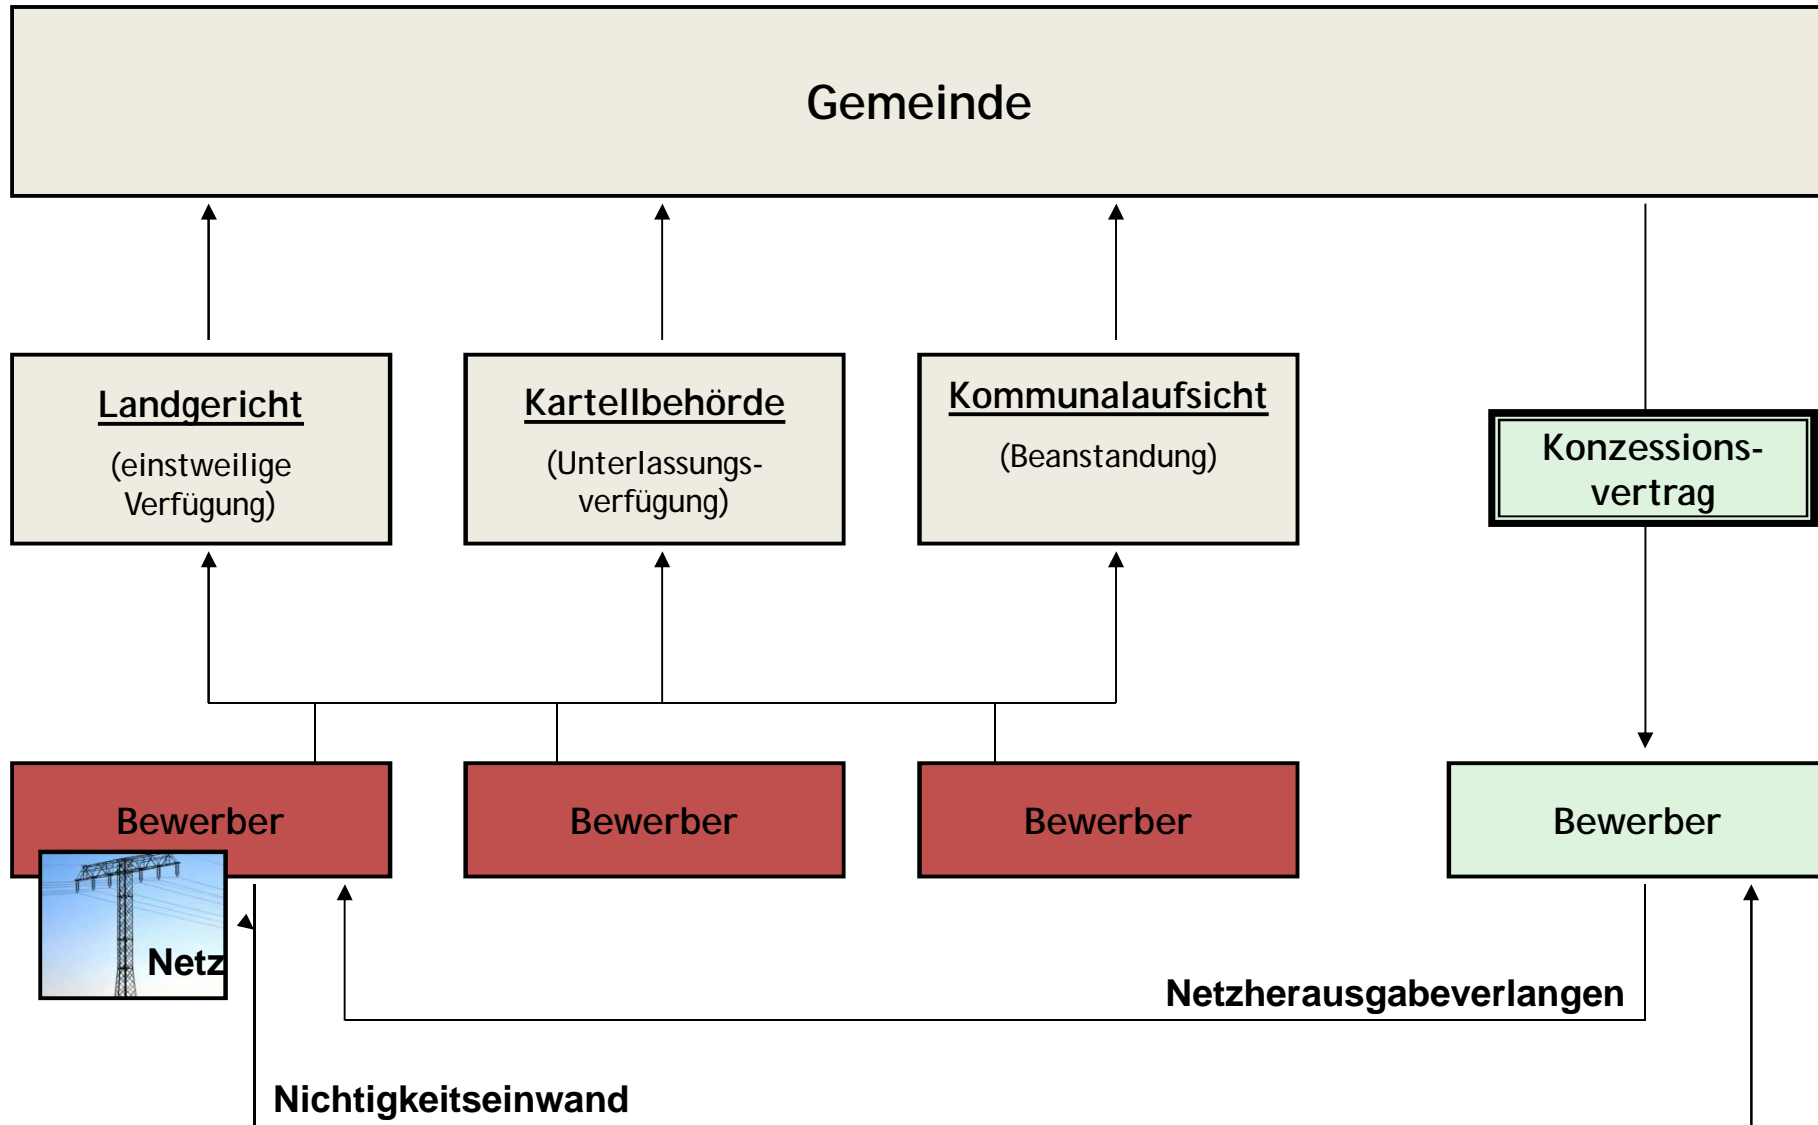 Gemeinde
Landgericht
(einstweilige
Verfügung)
Kartellbehörde
(Unterlassungs-
verfügung)
Kommunalaufsicht
(Beanstandung)
Konzessions-
vertrag
Bewerber
Bewerber
Bewerber
Bewerber
Netz
Netzherausgabeverlangen
Nichtigkeitseinwand